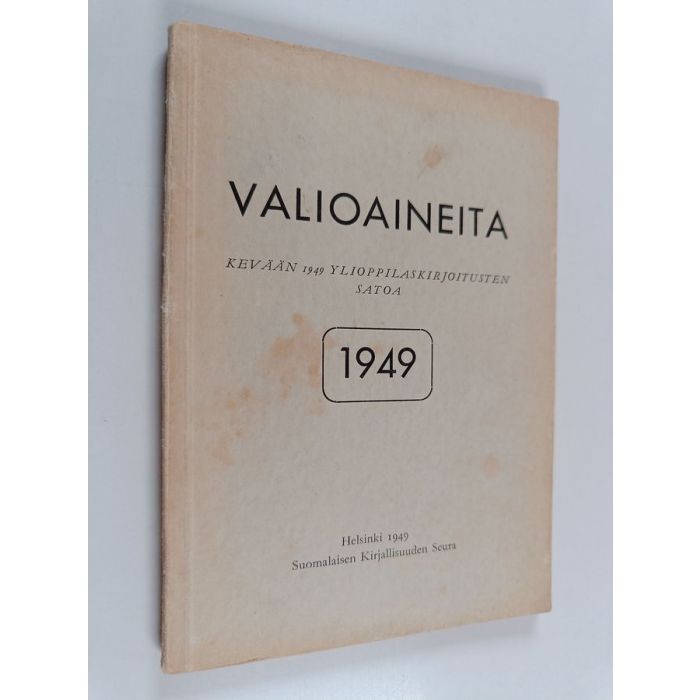 VALIOAINEITA
KEVÄÄN 1949 YLIOPPILASKIRJOITUSTEN
SATOA
1949
Helsinki 1949
Suomalaisen Kirjallisuuden Seura